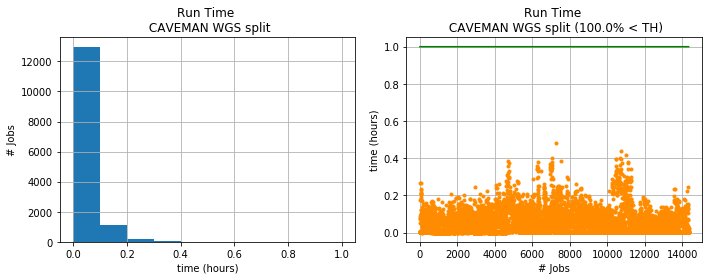 Run Time
CAVEMAN WGS split
# Jobs
12000
10000
8000
6000
4000
2000
0
0.0 0.2 0.4 0.6 0.8 1.0
time (hours)
Run Time
CAVEMAN WGS split (100.0% < TH)
time (hours)
1.0
0.8
0.6
0.4
0.2
0.0
0 2000 4000 6000 8000 10000 12000 14000
# Jobs